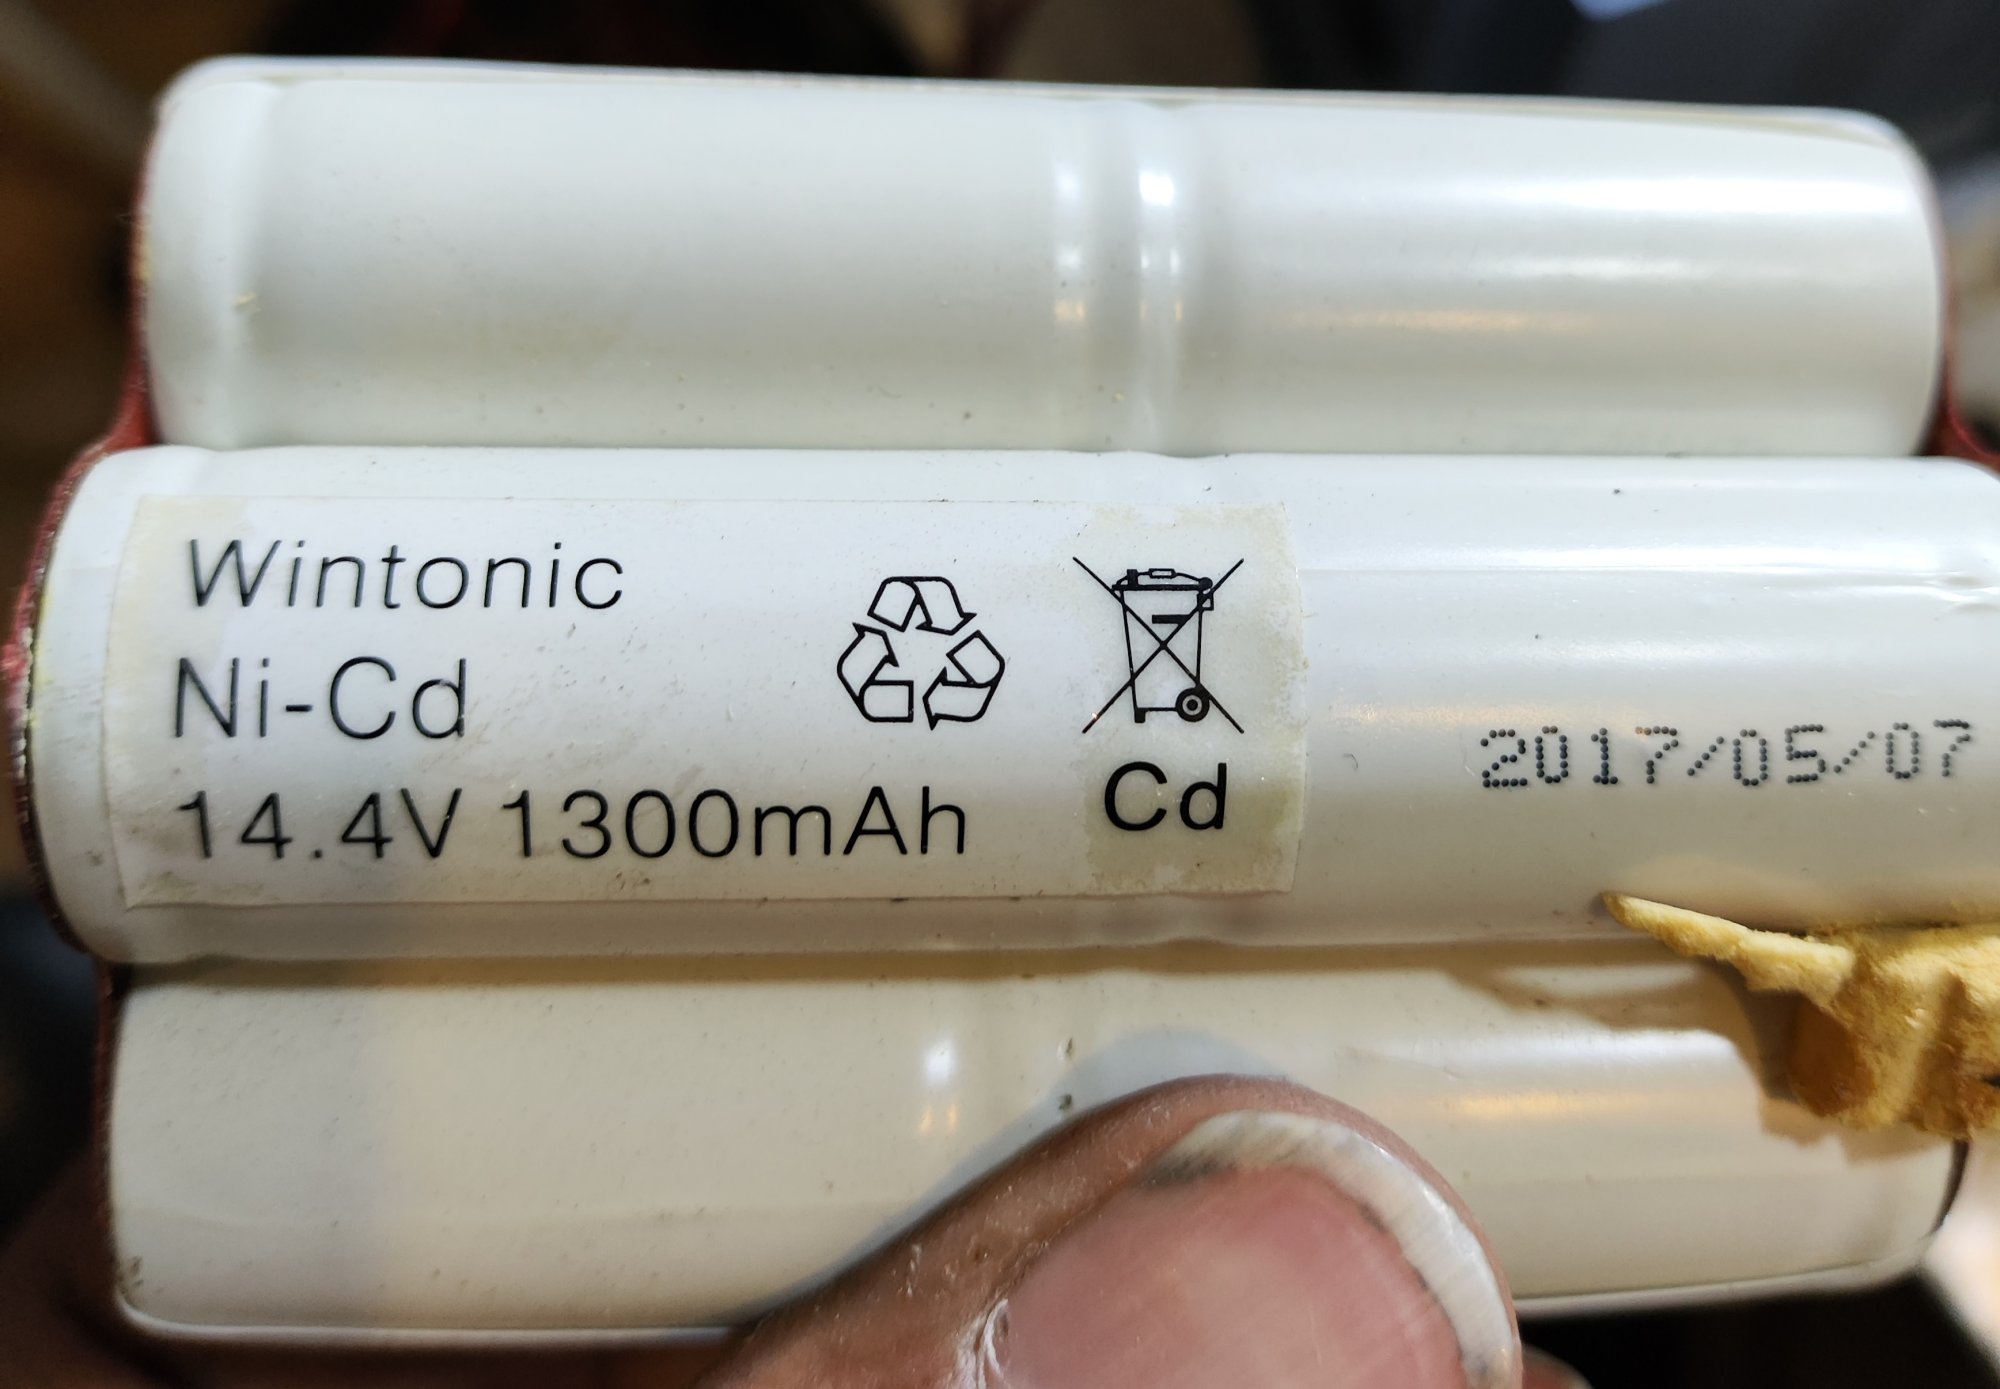 Wintonic
Ni-Cd
14.4V 1300mAh
Cd
2017/05/07